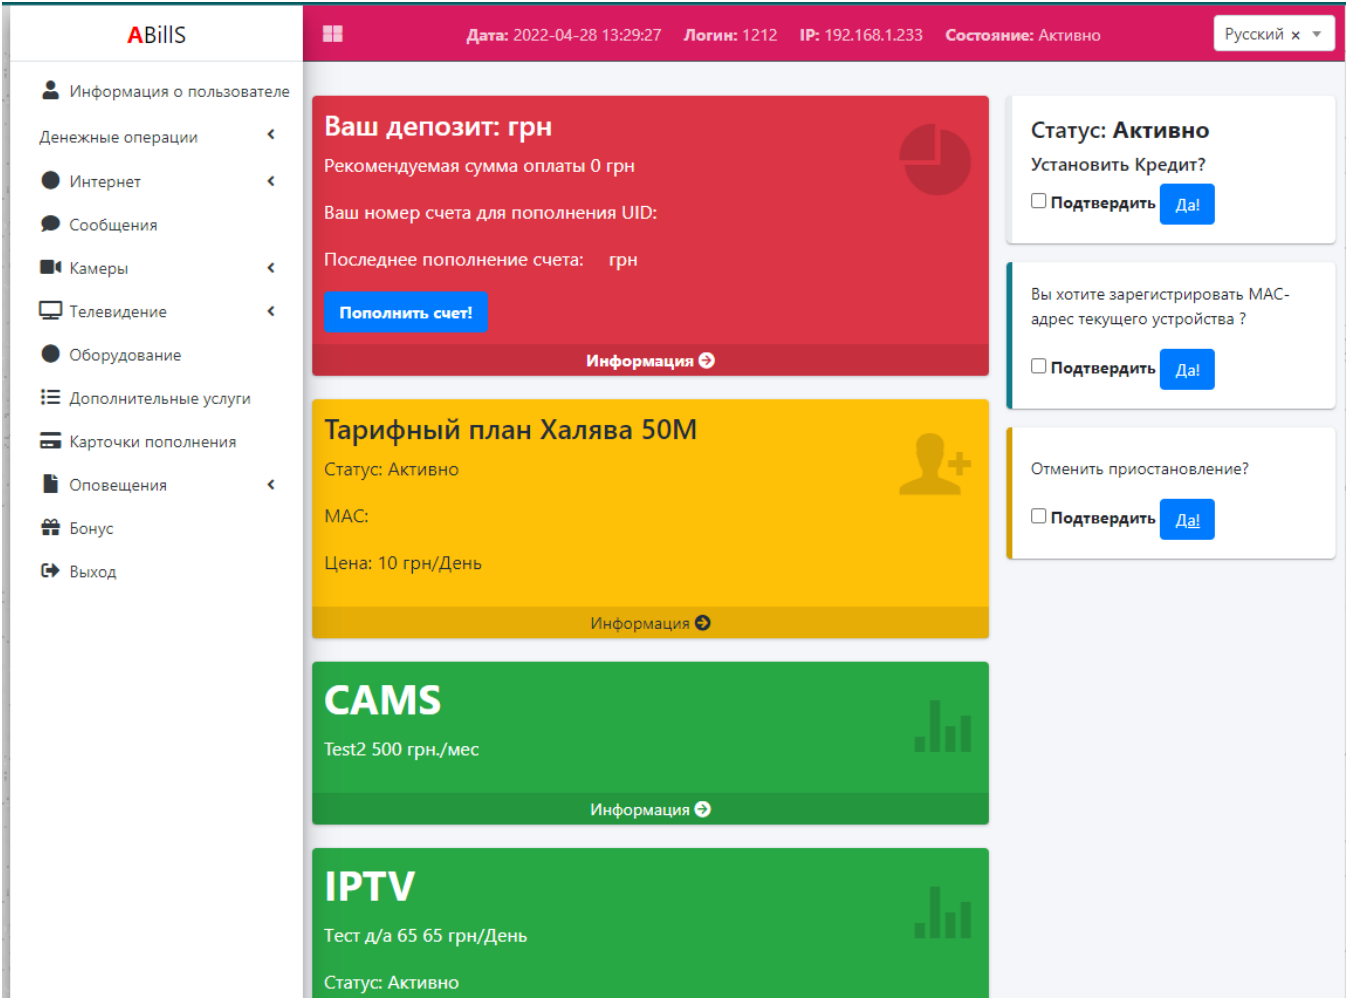 ABillS
Дата: 2022-04-28 13:29:27 Логин: 1212 IP: 192.168.1.233 Состояние: Активно
Русский ×
Информация о пользователе
Денежные операции
Интернет
Сообщения
Камеры
Телевидение
Оборудование
Дополнительные услуги
Карточки пополнения
Оповещения
Бонус
Выход
Ваш депозит: грн
Рекомендуемая сумма оплаты 0 грн
Ваш номер счета для пополнения UID:
Последнее пополнение счета: грн
Пополнить счет!
Информация
Тарифный план Халява 50М
Статус: Активно
MAC:
Цена: 10 грн/День
Информация
CAMS
Test2 500 грн./мес
Информация
IPTV
Тест д/а 65 65 грн/День
Статус: Активно
Статус: Активно
Установить Кредит?
Подтвердить Да!
Вы хотите зарегистрировать MAC-
адрес текущего устройства ?
Подтвердить Да!
Отменить приостановление?
Подтвердить Да!